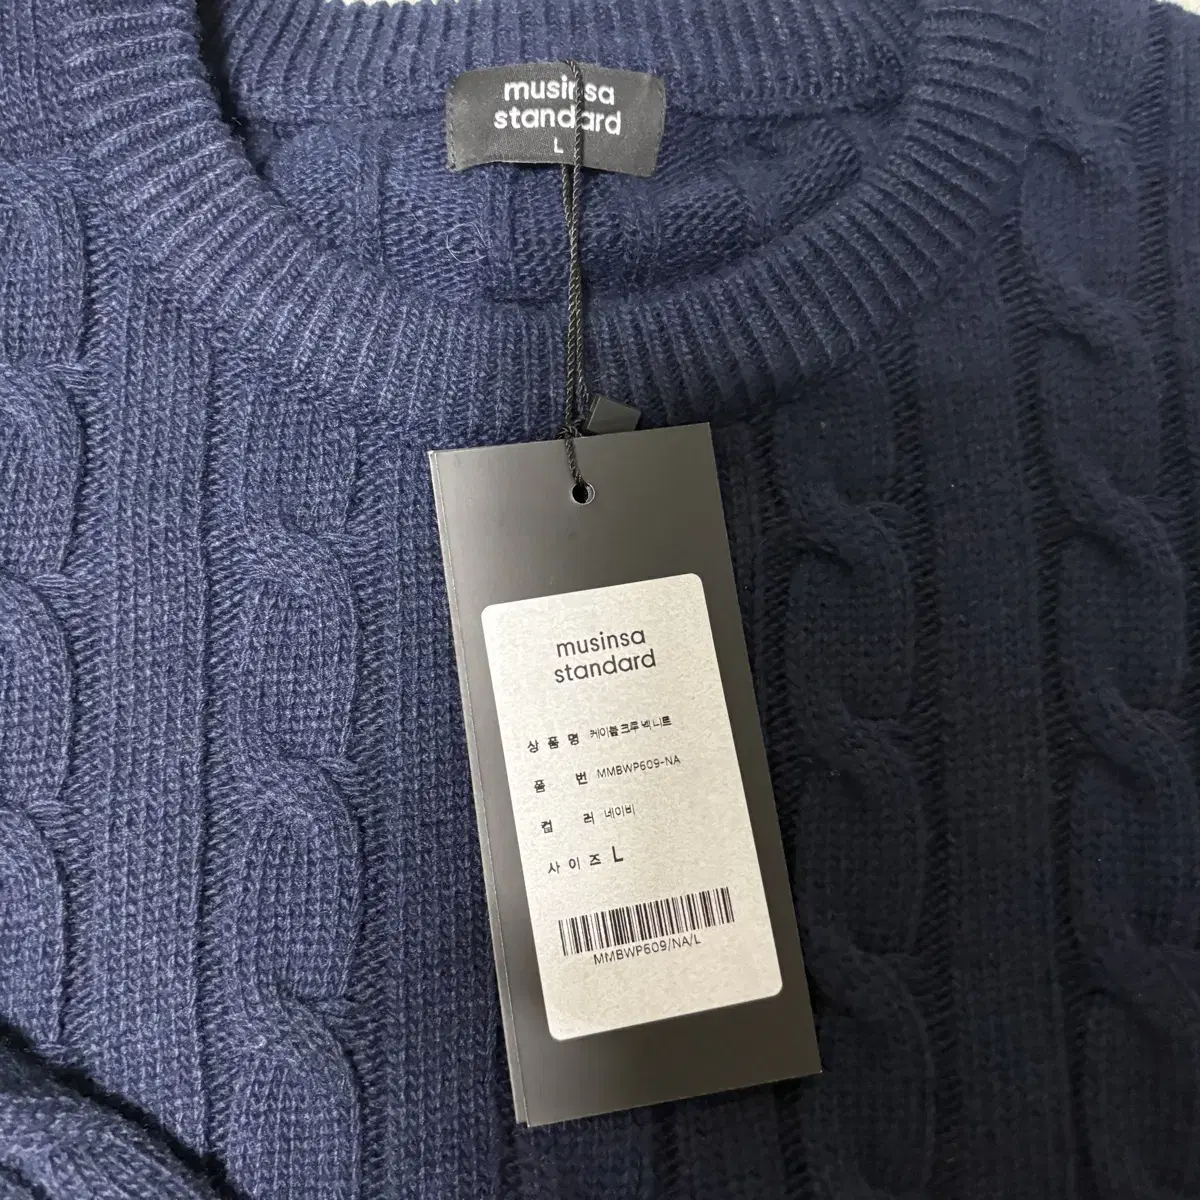 musinsa
standard
L
musinsa
standard
상품명 케이블 크루 넥 니트
품번 MMBWP609-NA
컬러 네이비
사이즈 L
MMBWP609/NA/L